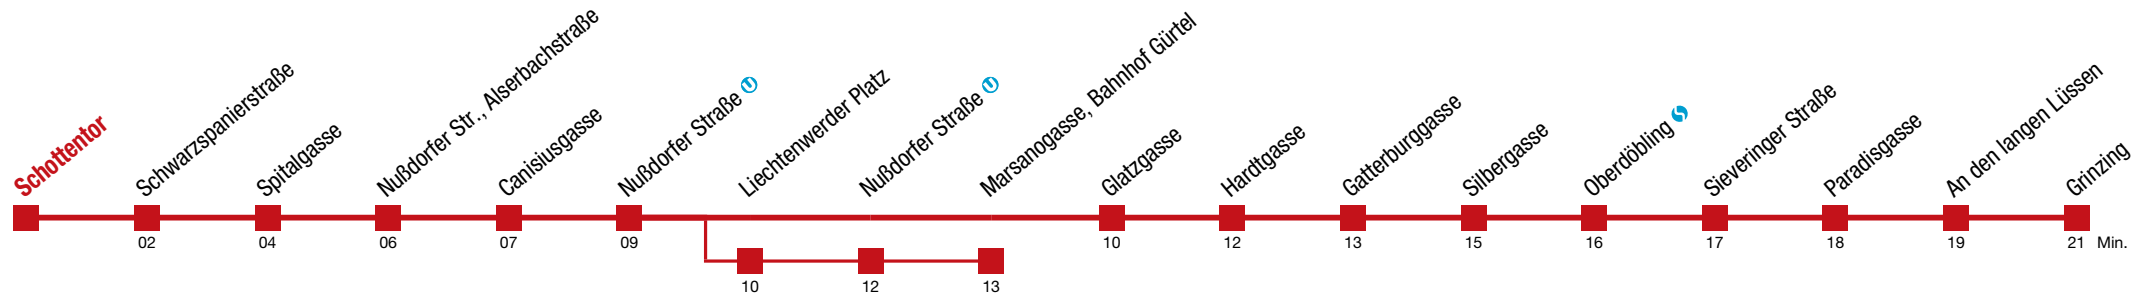 Schottentor
Schwarzspanierstraße
Spitalgasse
Nußdorfer Str., Alserbachstraße
Canisiusgasse
Nußdorfer Straße
Liechtenwerder Platz
Nußdorfer Straße
Marsanogasse, Bahnhof Gürtel
Glatzgasse
Hardtgasse
Gatterburggasse
Silbergasse
Oberdöbling
Sieveringer Straße
Paradisgasse
An den langen Lüssen
Grinzing
02 04 06 07 09 10 12 13 15 16 17 18 19 21 Min.
10 12 13